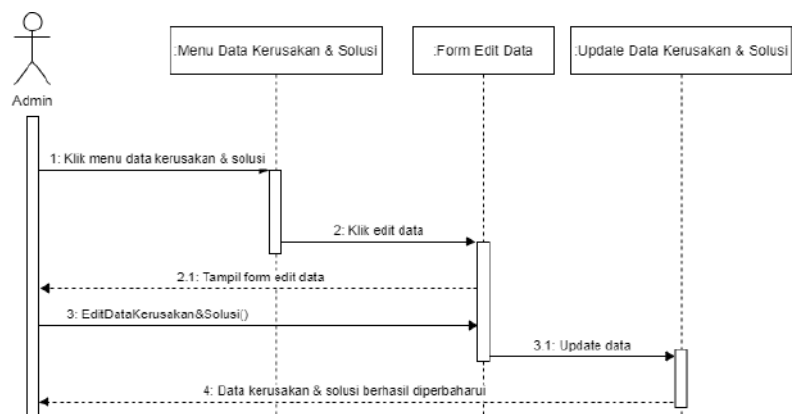 :Menu Data Kerusakan & Solusi
:Form Edit Data
:Update Data Kerusakan & Solusi
Admin
1: Klik menu data kerusakan & solusi
2: Klik edit data
2.1: Tampil form edit data
3: EditDataKerusakan&Solusi()
3.1: Update data
4: Data kerusakan & solusi berhasil diperbaharui